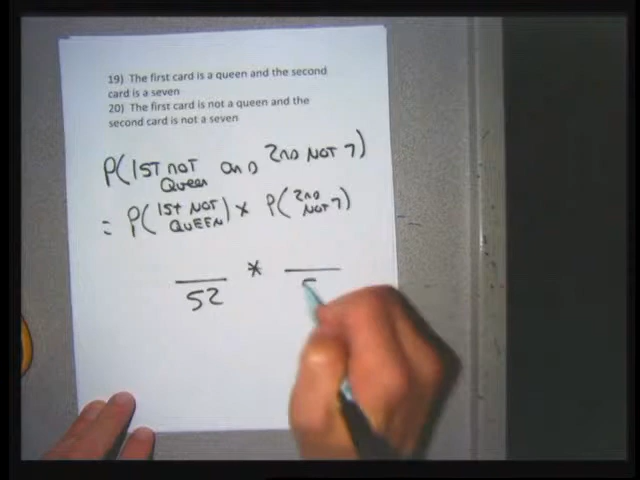 19) The first card is a queen and the second
card is a seven
20) The first card is not a queen and the
second card is not a seven
P(1ST NOT QUEEN AND 2ND NOT 7)
= P(1ST NOT QUEEN) * P(2ND NOT 7)
*
52 5